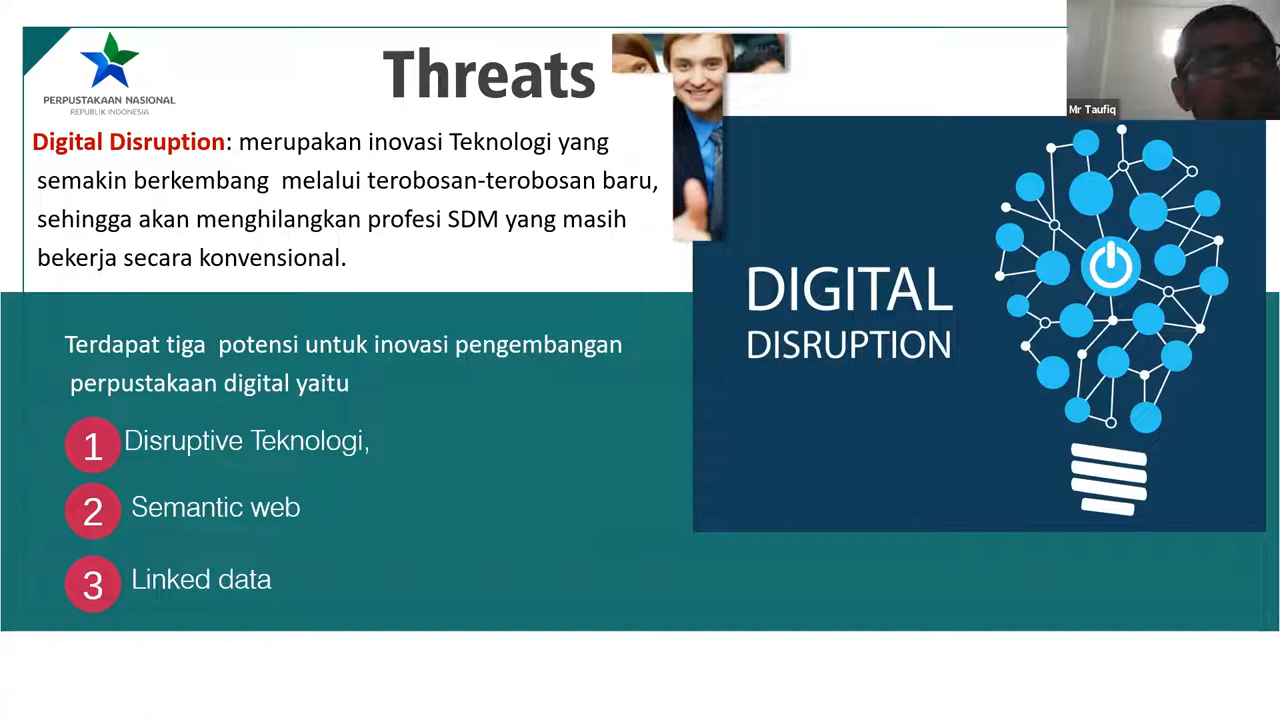 Threats
PERPUSTAKAAN NASIONAL
REPUBLIK INDONESIA
Mr Taufiq
Digital Disruption: merupakan inovasi Teknologi yang
semakin berkembang melalui terobosan-terobosan baru,
sehingga akan menghilangkan profesi SDM yang masih
bekerja secara konvensional.
DIGITAL
DISRUPTION
Terdapat tiga potensi untuk inovasi pengembangan
perpustakaan digital yaitu
1 Disruptive Teknologi,
2 Semantic web
3 Linked data